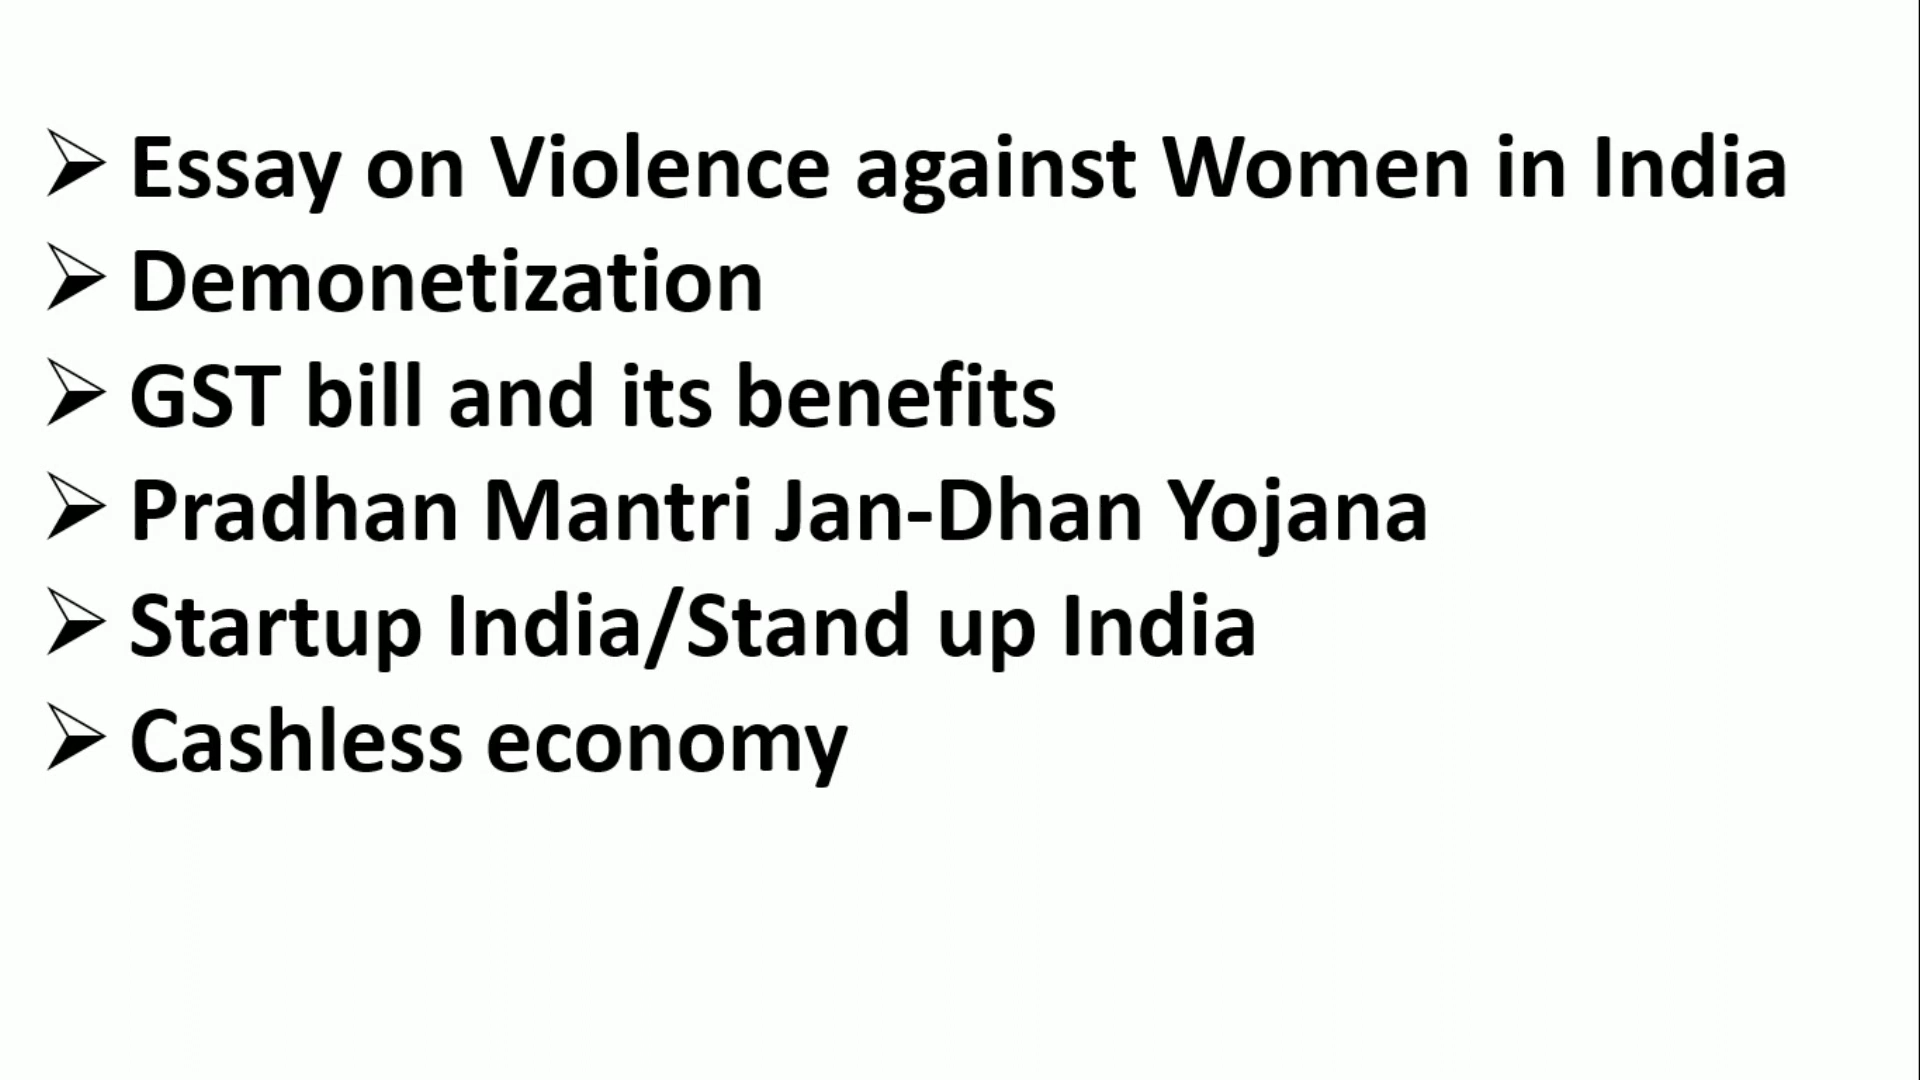 ➢ Essay on Violence against Women in India
➢ Demonetization
➢ GST bill and its benefits
➢ Pradhan Mantri Jan-Dhan Yojana
➢ Startup India/Stand up India
➢ Cashless economy